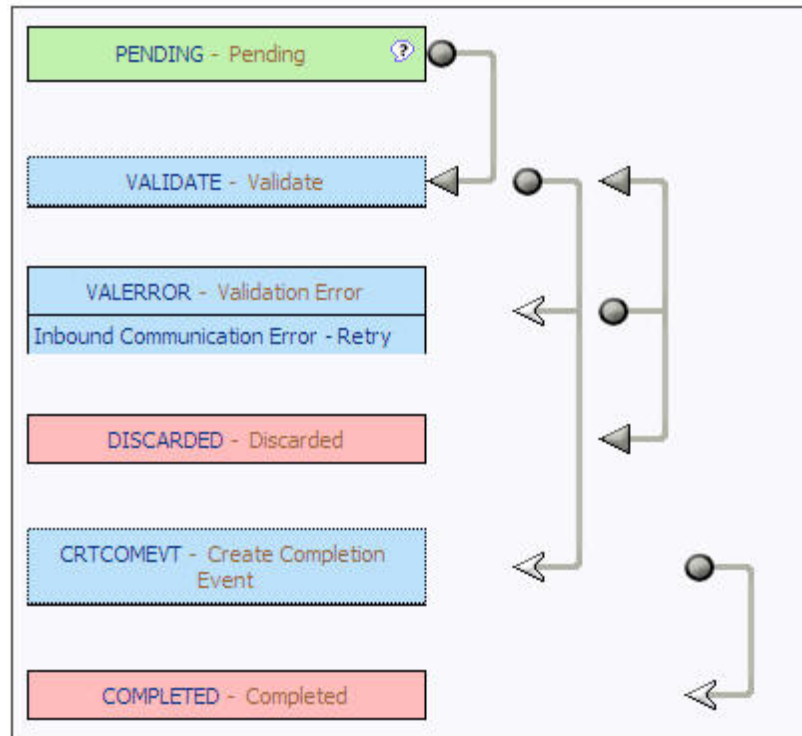 PENDING - Pending
?
VALIDATE - Validate
VALERROR - Validation Error
Inbound Communication Error - Retry
DISCARDED - Discarded
CRTCOMEVT - Create Completion
Event
COMPLETED - Completed